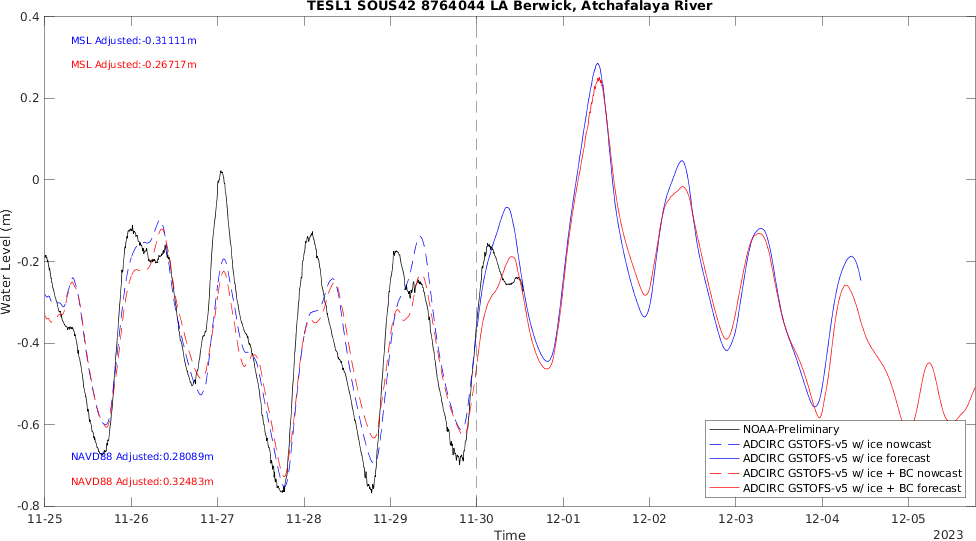 TESL1 SOUS42 8764044 LA Berwick, Atchafalaya River
0.4
0.2
0
-0.2
-0.4
-0.6
-0.8
Water Level (m)
MSL Adjusted:-0.31111m
MSL Adjusted:-0.26717m
NAVD88 Adjusted:0.28089m
NAVD88 Adjusted:0.32483m
NOAA-Preliminary
ADCIRC GSTOFS-v5 w/ ice nowcast
ADCIRC GSTOFS-v5 w/ ice forecast
ADCIRC GSTOFS-v5 w/ ice + BC nowcast
ADCIRC GSTOFS-v5 w/ ice + BC forecast
11-25 11-26 11-27 11-28 11-29 11-30 12-01 12-02 12-03 12-04 12-05
Time
2023